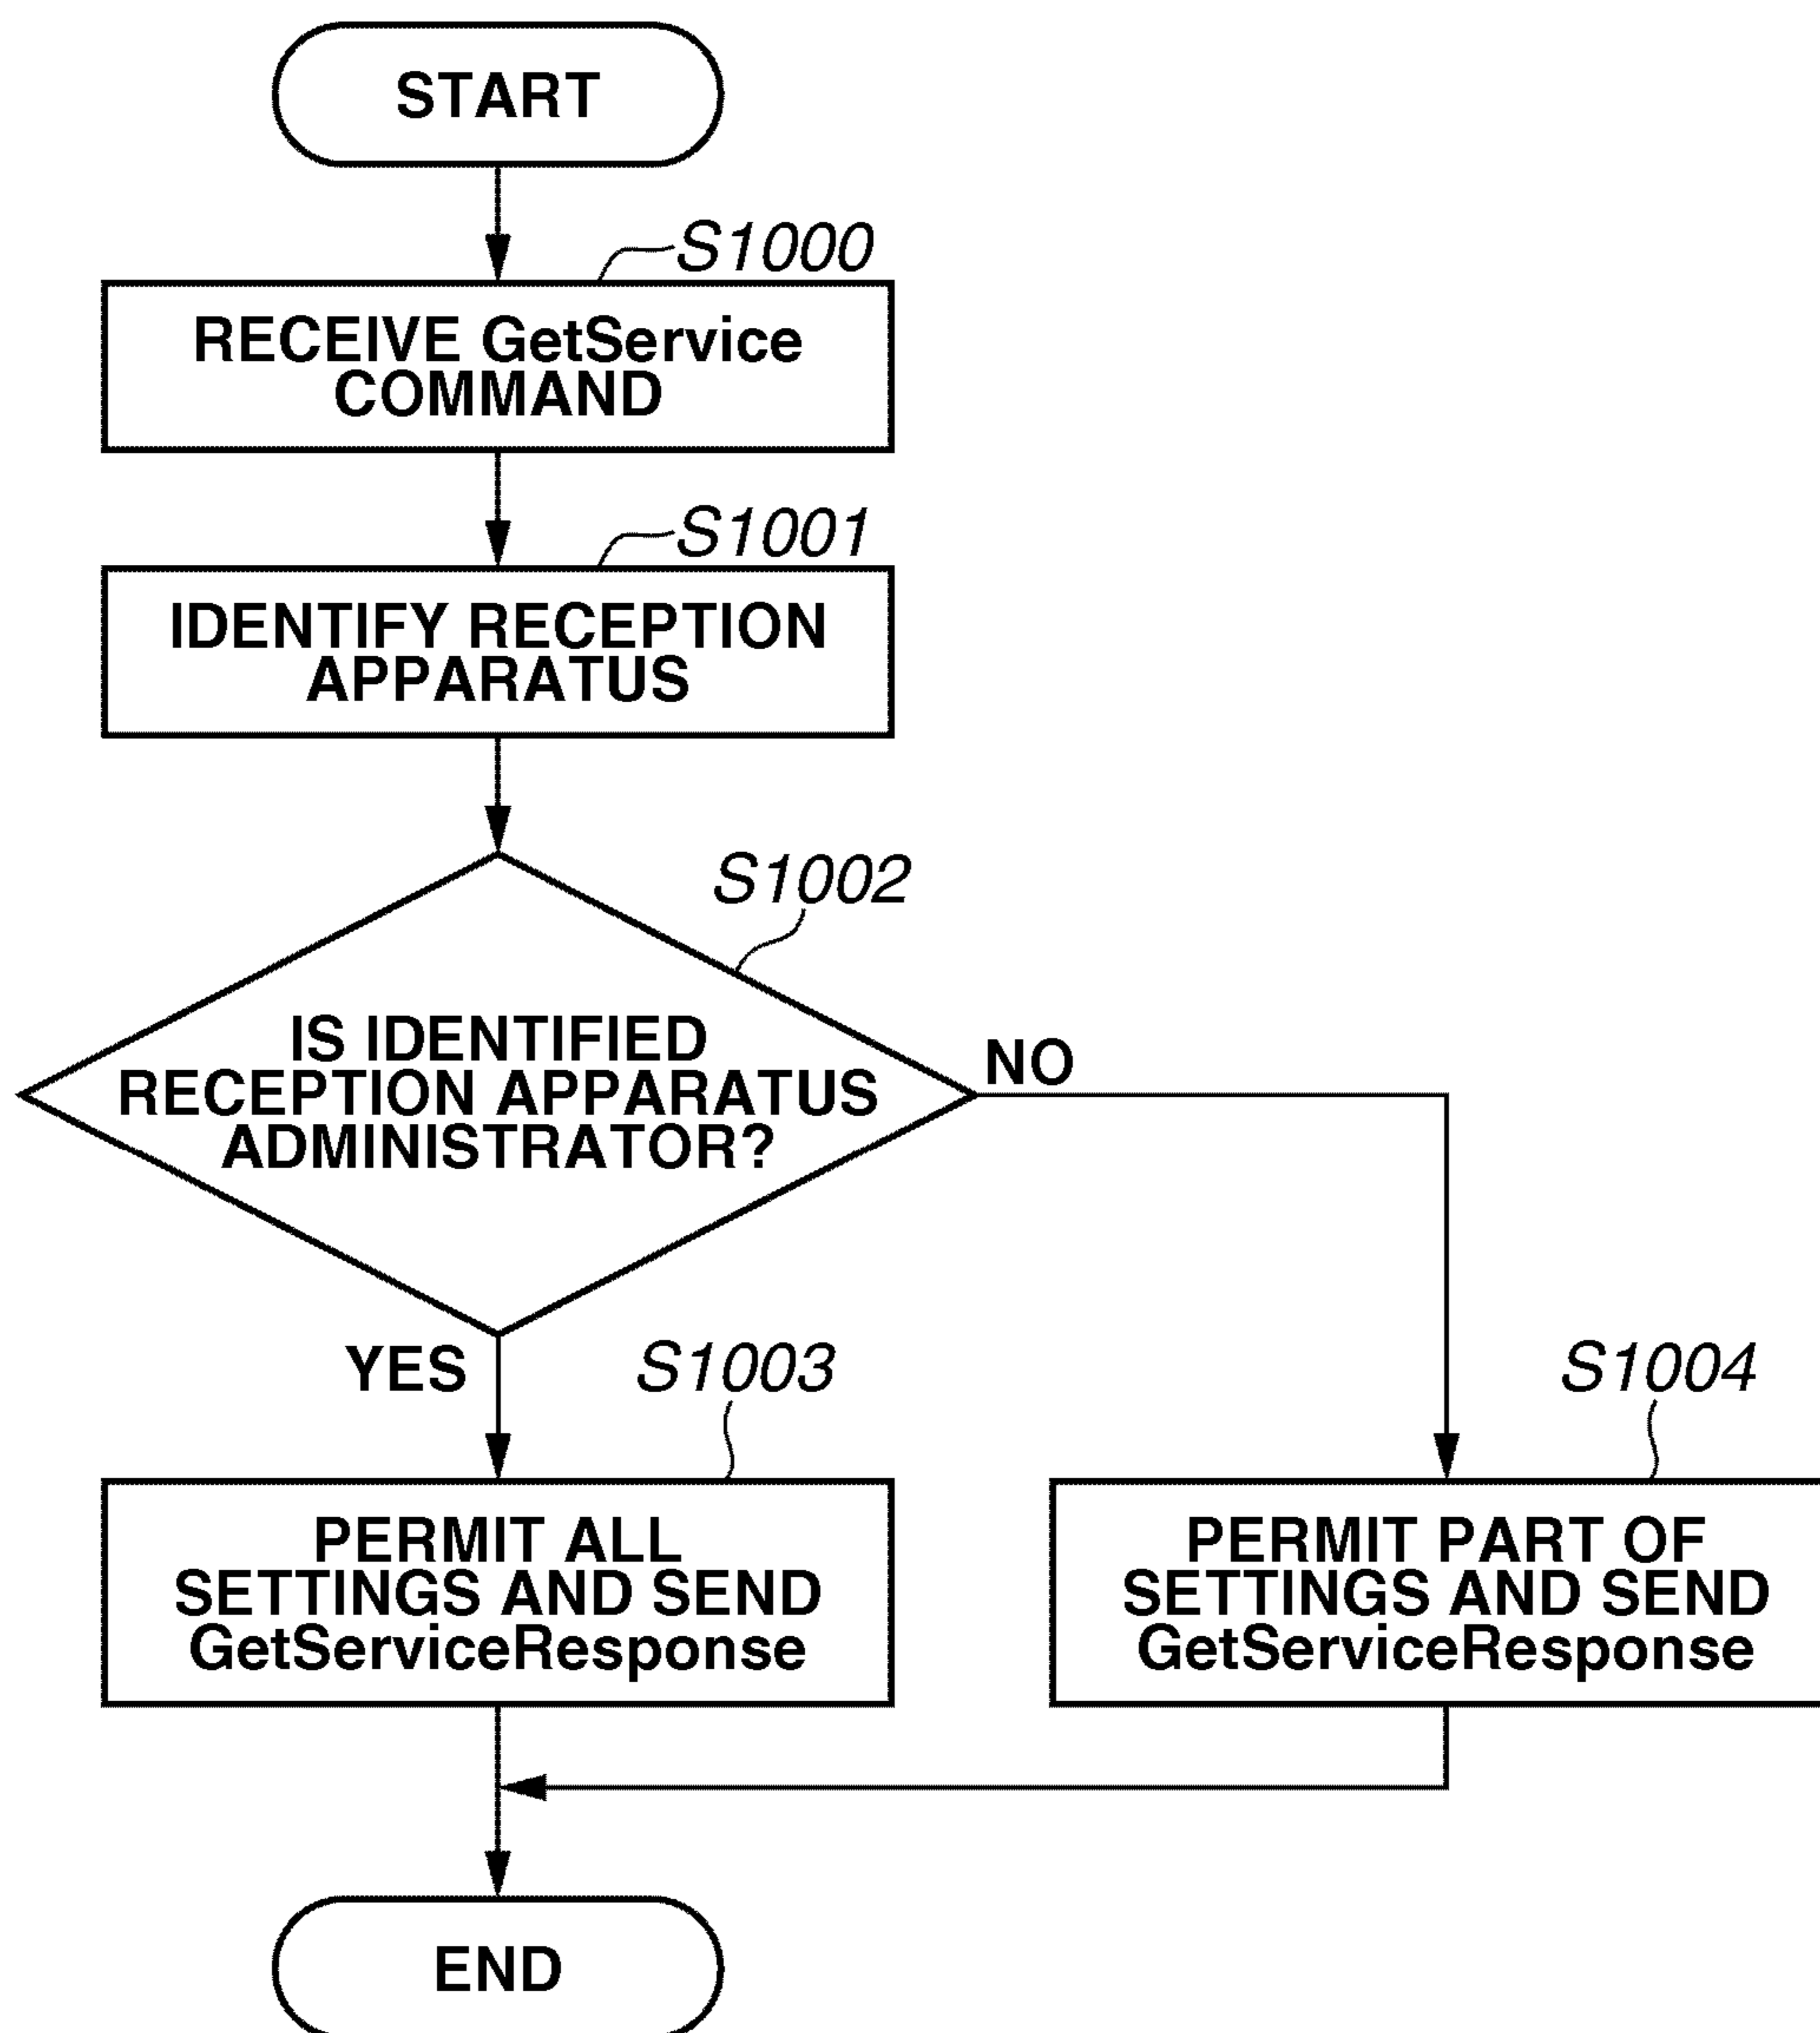 START
S1000
RECEIVE GetService
COMMAND
S1001
IDENTIFY RECEPTION
APPARATUS
S1002
IS IDENTIFIED
RECEPTION APPARATUS
ADMINISTRATOR?
NO
YES
S1003
PERMIT ALL
SETTINGS AND SEND
GetServiceResponse
S1004
PERMIT PART OF
SETTINGS AND SEND
GetServiceResponse
END